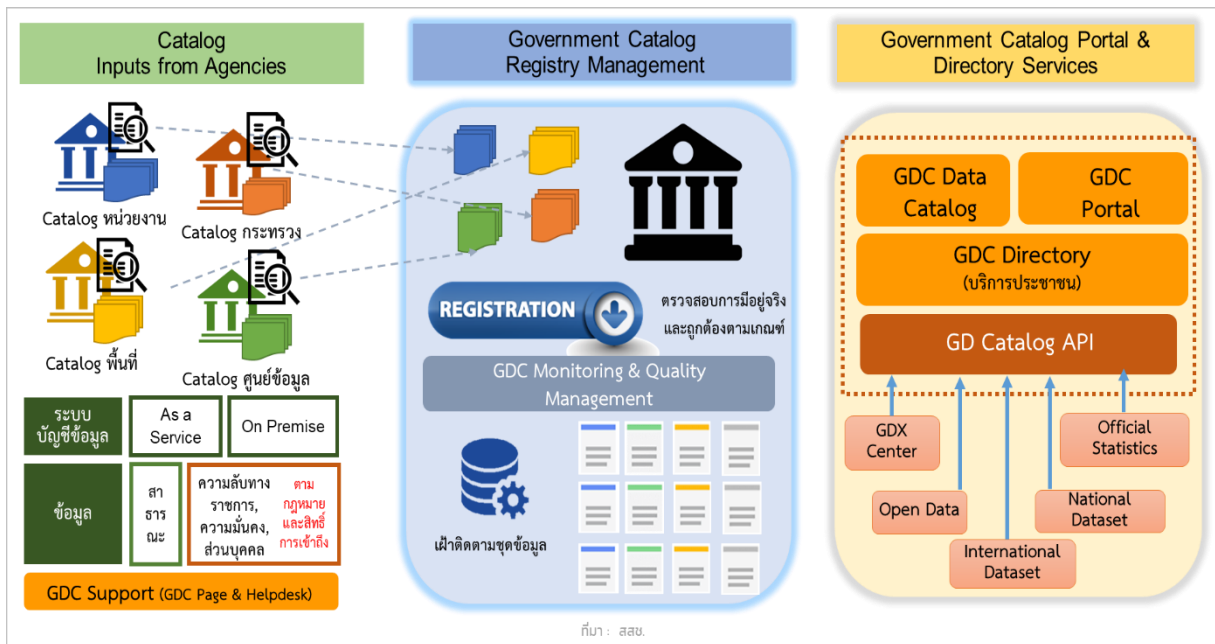 Catalog
Inputs from Agencies
Catalog หน่วยงาน
Catalog กระทรวง
Catalog พื้นที่
Catalog ศูนย์ข้อมูล
ระบบ
บัญชีข้อมูล
As a
Service
On Premise
ข้อมูล
สา
ธาร
ณะ
ความลับทาง
ราชการ,
ความมั่นคง,
ส่วนบุคคล
ตาม
กฎหมาย
และสิทธิ์
การเข้าถึง
GDC Support (GDC Page & Helpdesk)
Government Catalog
Registry Management
REGISTRATION
ตรวจสอบการมีอยู่จริง
และถูกต้องตามเกณฑ์
GDC Monitoring & Quality
Management
เฝ้าติดตามชุดข้อมูล
Government Catalog Portal &
Directory Services
GDC Data
Catalog
GDC
Portal
GDC Directory
(บริการประชาชน)
GD Catalog API
GDX
Center
Official
Statistics
Open Data
National
Dataset
International
Dataset
ที่มา : สสช.